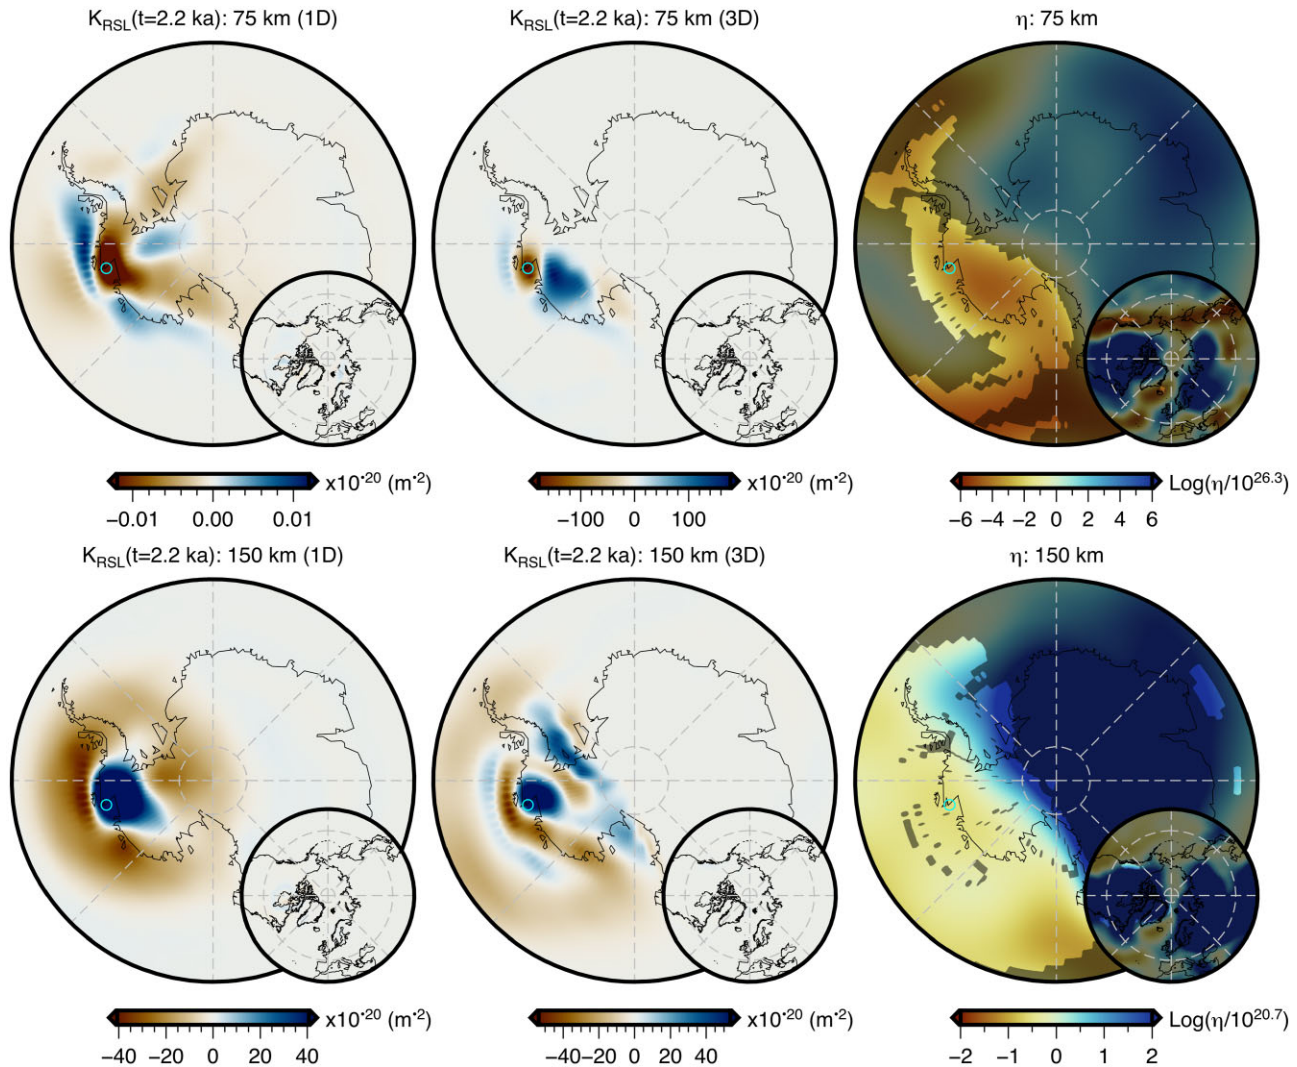 K_RSL(t=2.2 ka): 75 km (1D)
K_RSL(t=2.2 ka): 75 km (3D)
η: 75 km
x10⁻²⁰ (m⁻²)
−0.01 0.00 0.01
x10⁻²⁰ (m⁻²)
−100 0 100
Log(η/10^26.3)
−6 −4 −2 0 2 4 6
K_RSL(t=2.2 ka): 150 km (1D)
K_RSL(t=2.2 ka): 150 km (3D)
η: 150 km
x10⁻²⁰ (m⁻²)
−40 −20 0 20 40
x10⁻²⁰ (m⁻²)
−40 −20 0 20 40
Log(η/10^20.7)
−2 −1 0 1 2